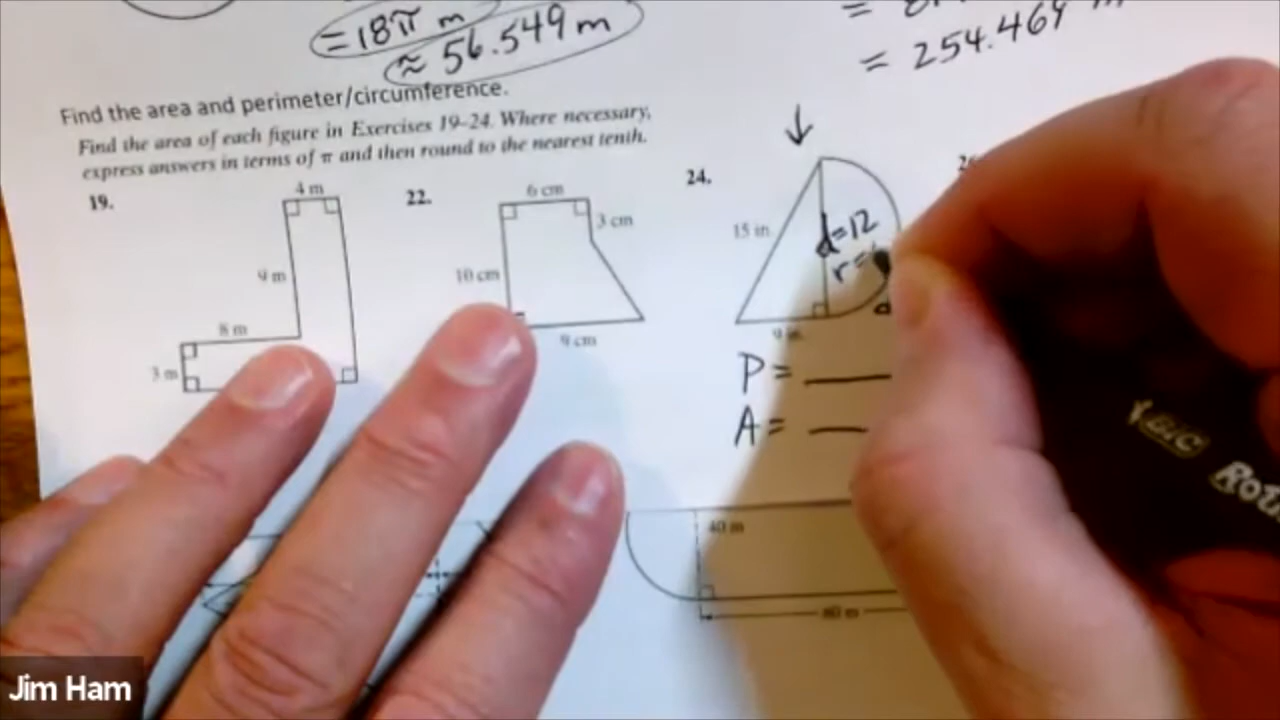 = 18π m
≈ 56.549 m
=
= 254.469 m
Find the area and perimeter/circumference.
Find the area of each figure in Exercises 19–24. Where necessary,
express answers in terms of π and then round to the nearest tenth.
19.
4 m
9 m
8 m
3 m
22.
6 cm
3 cm
10 cm
9 cm
24.
15 in.
d=12
r=
9 in.
P=
A=
40 m
80 m
BIC
Jim Ham